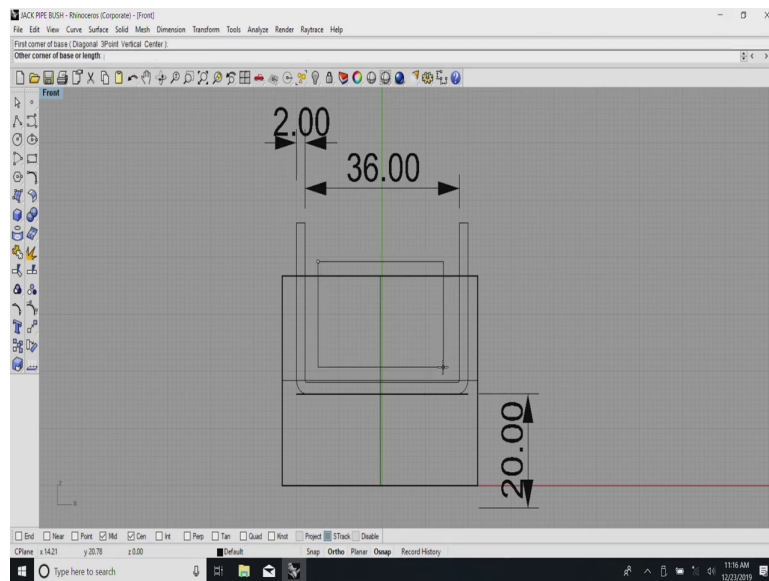 JACK PIPE BUSH - Rhinoceros (Corporate) - [Front]
File Edit View Curve Surface Solid Mesh Dimension Transform Tools Analyze Render Raytrace Help
First corner of base ( Diagonal 3Point Vertical Center ):
Other corner of base or length:
Front
2.00
36.00
20.00
z
x
End Near Point Mid Cen Int Perp Tan Quad Knot Project STrack Disable
CPlane x 14.21 y 20.78 z 0.00 Default Snap Ortho Planar Osnap Record History
Type here to search
11:16 AM
12/23/2019